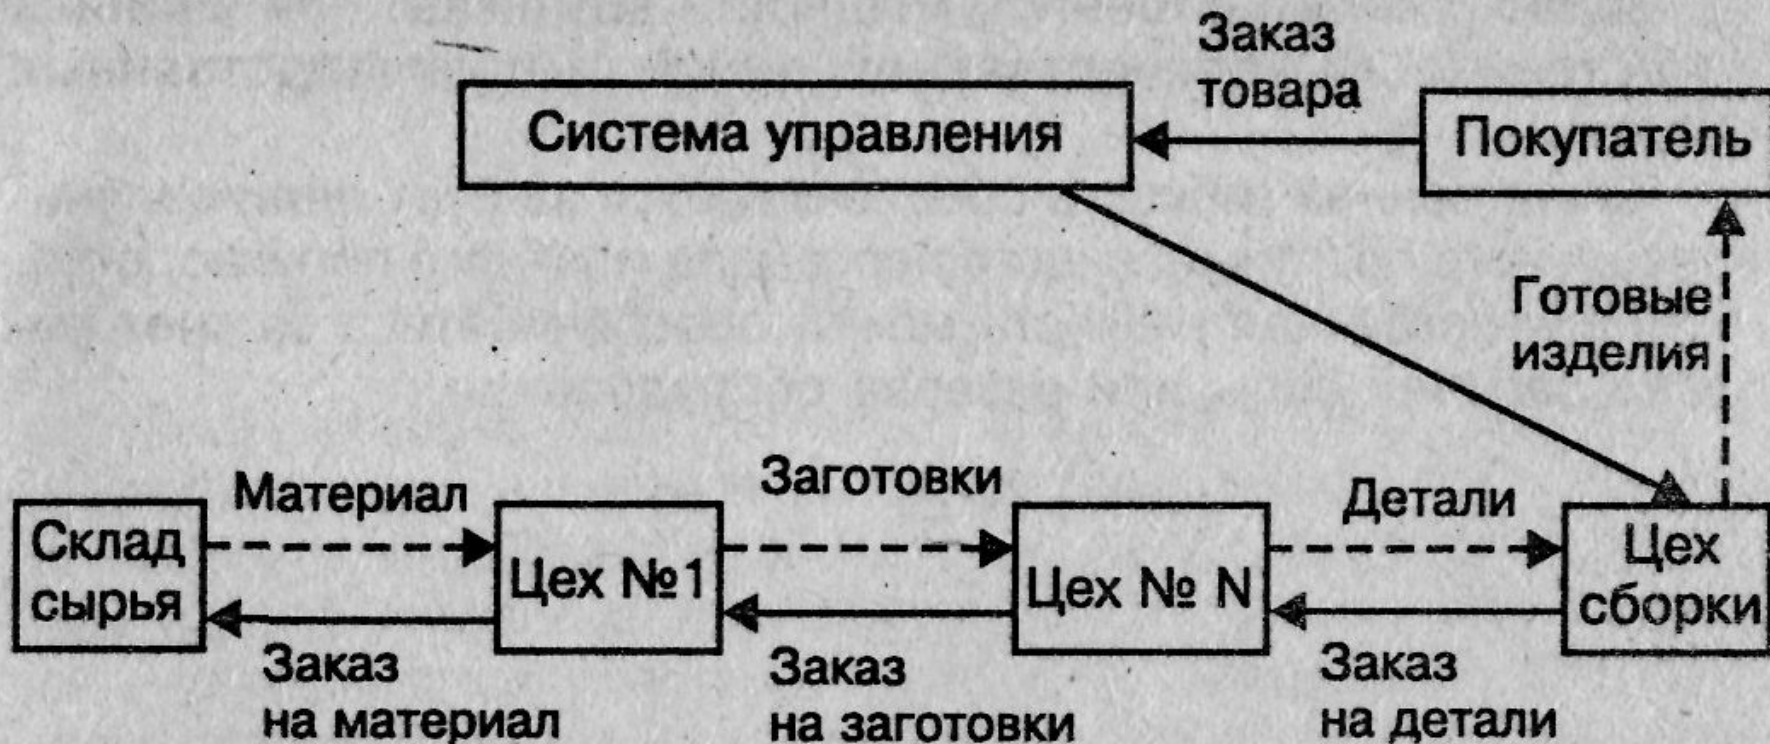 Заказ
товара
Система управления
Покупатель
Готовые
изделия
Материал
Заготовки
Детали
Склад
сырья
Цех №1
Цех № N
Цех
сборки
Заказ
на материал
Заказ
на заготовки
Заказ
на детали